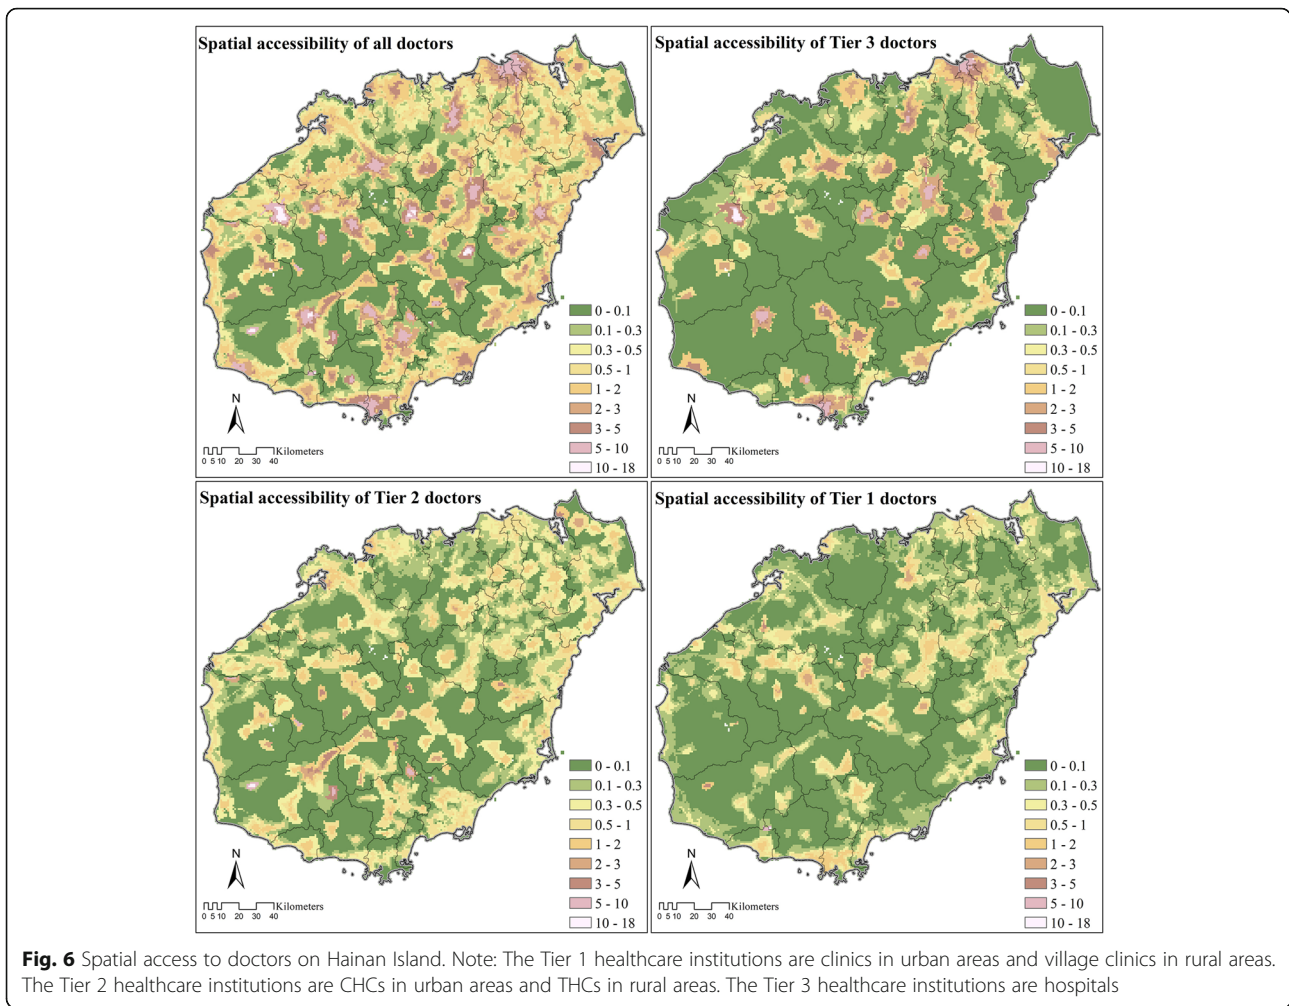 Spatial accessibility of all doctors
N
Kilometers
0 5 10 20 30 40
0 - 0.1
0.1 - 0.3
0.3 - 0.5
0.5 - 1
1 - 2
2 - 3
3 - 5
5 - 10
10 - 18
Spatial accessibility of Tier 3 doctors
N
Kilometers
0 5 10 20 30 40
0 - 0.1
0.1 - 0.3
0.3 - 0.5
0.5 - 1
1 - 2
2 - 3
3 - 5
5 - 10
10 - 18
Spatial accessibility of Tier 2 doctors
N
Kilometers
0 5 10 20 30 40
0 - 0.1
0.1 - 0.3
0.3 - 0.5
0.5 - 1
1 - 2
2 - 3
3 - 5
5 - 10
10 - 18
Spatial accessibility of Tier 1 doctors
N
Kilometers
0 5 10 20 30 40
0 - 0.1
0.1 - 0.3
0.3 - 0.5
0.5 - 1
1 - 2
2 - 3
3 - 5
5 - 10
10 - 18
Fig. 6 Spatial access to doctors on Hainan Island. Note: The Tier 1 healthcare institutions are clinics in urban areas and village clinics in rural areas.
The Tier 2 healthcare institutions are CHCs in urban areas and THCs in rural areas. The Tier 3 healthcare institutions are hospitals